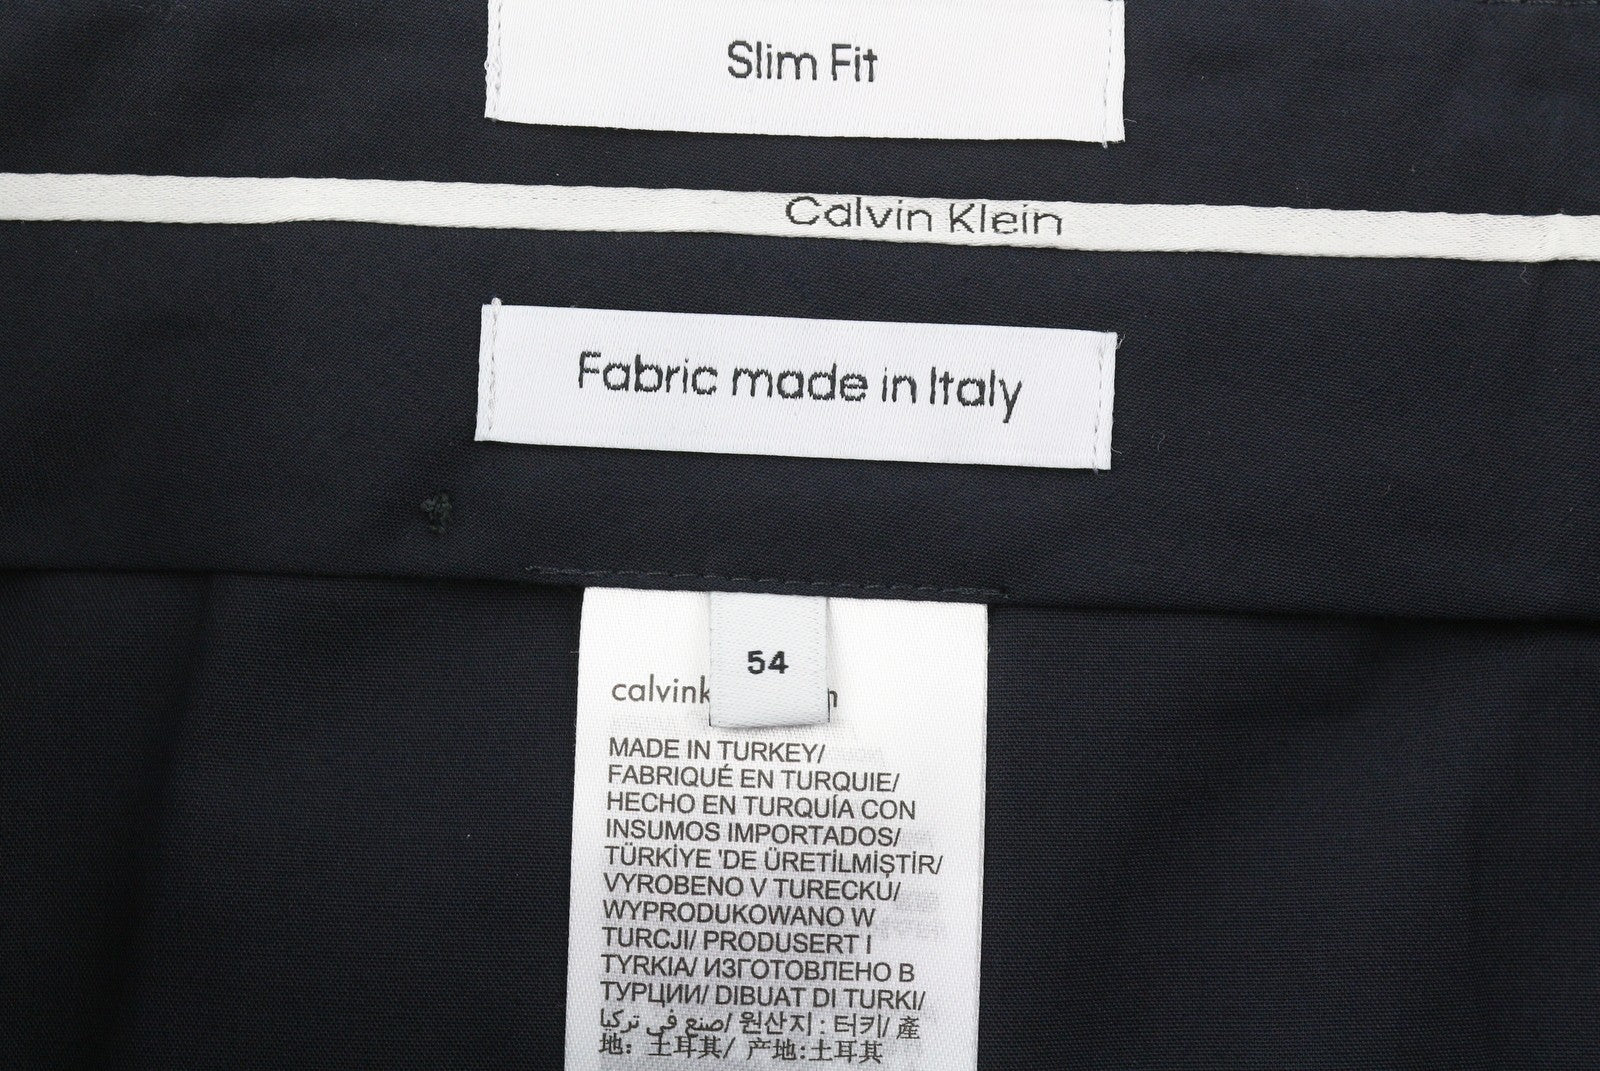 Slim Fit
Calvin Klein
Fabric made in Italy
54
MADE IN TURKEY/
FABRIQUÉ EN TURQUIE/
HECHO EN TURQUÍA CON
INSUMOS IMPORTADOS/
TÜRKİYE 'DE ÜRETİLMİŞTİR/
VYROBENO V TURECKU/
WYPRODUKOWANO W
TURCJI/ PRODUSERT I
TYRKIA/ ИЗГОТОВЛЕНО В
ТУРЦИИ/ DIBUAT DI TURKI/
صنع في تركيا/ 원산지 : 터키/ 產
地: 土耳其/ 产地:土耳其